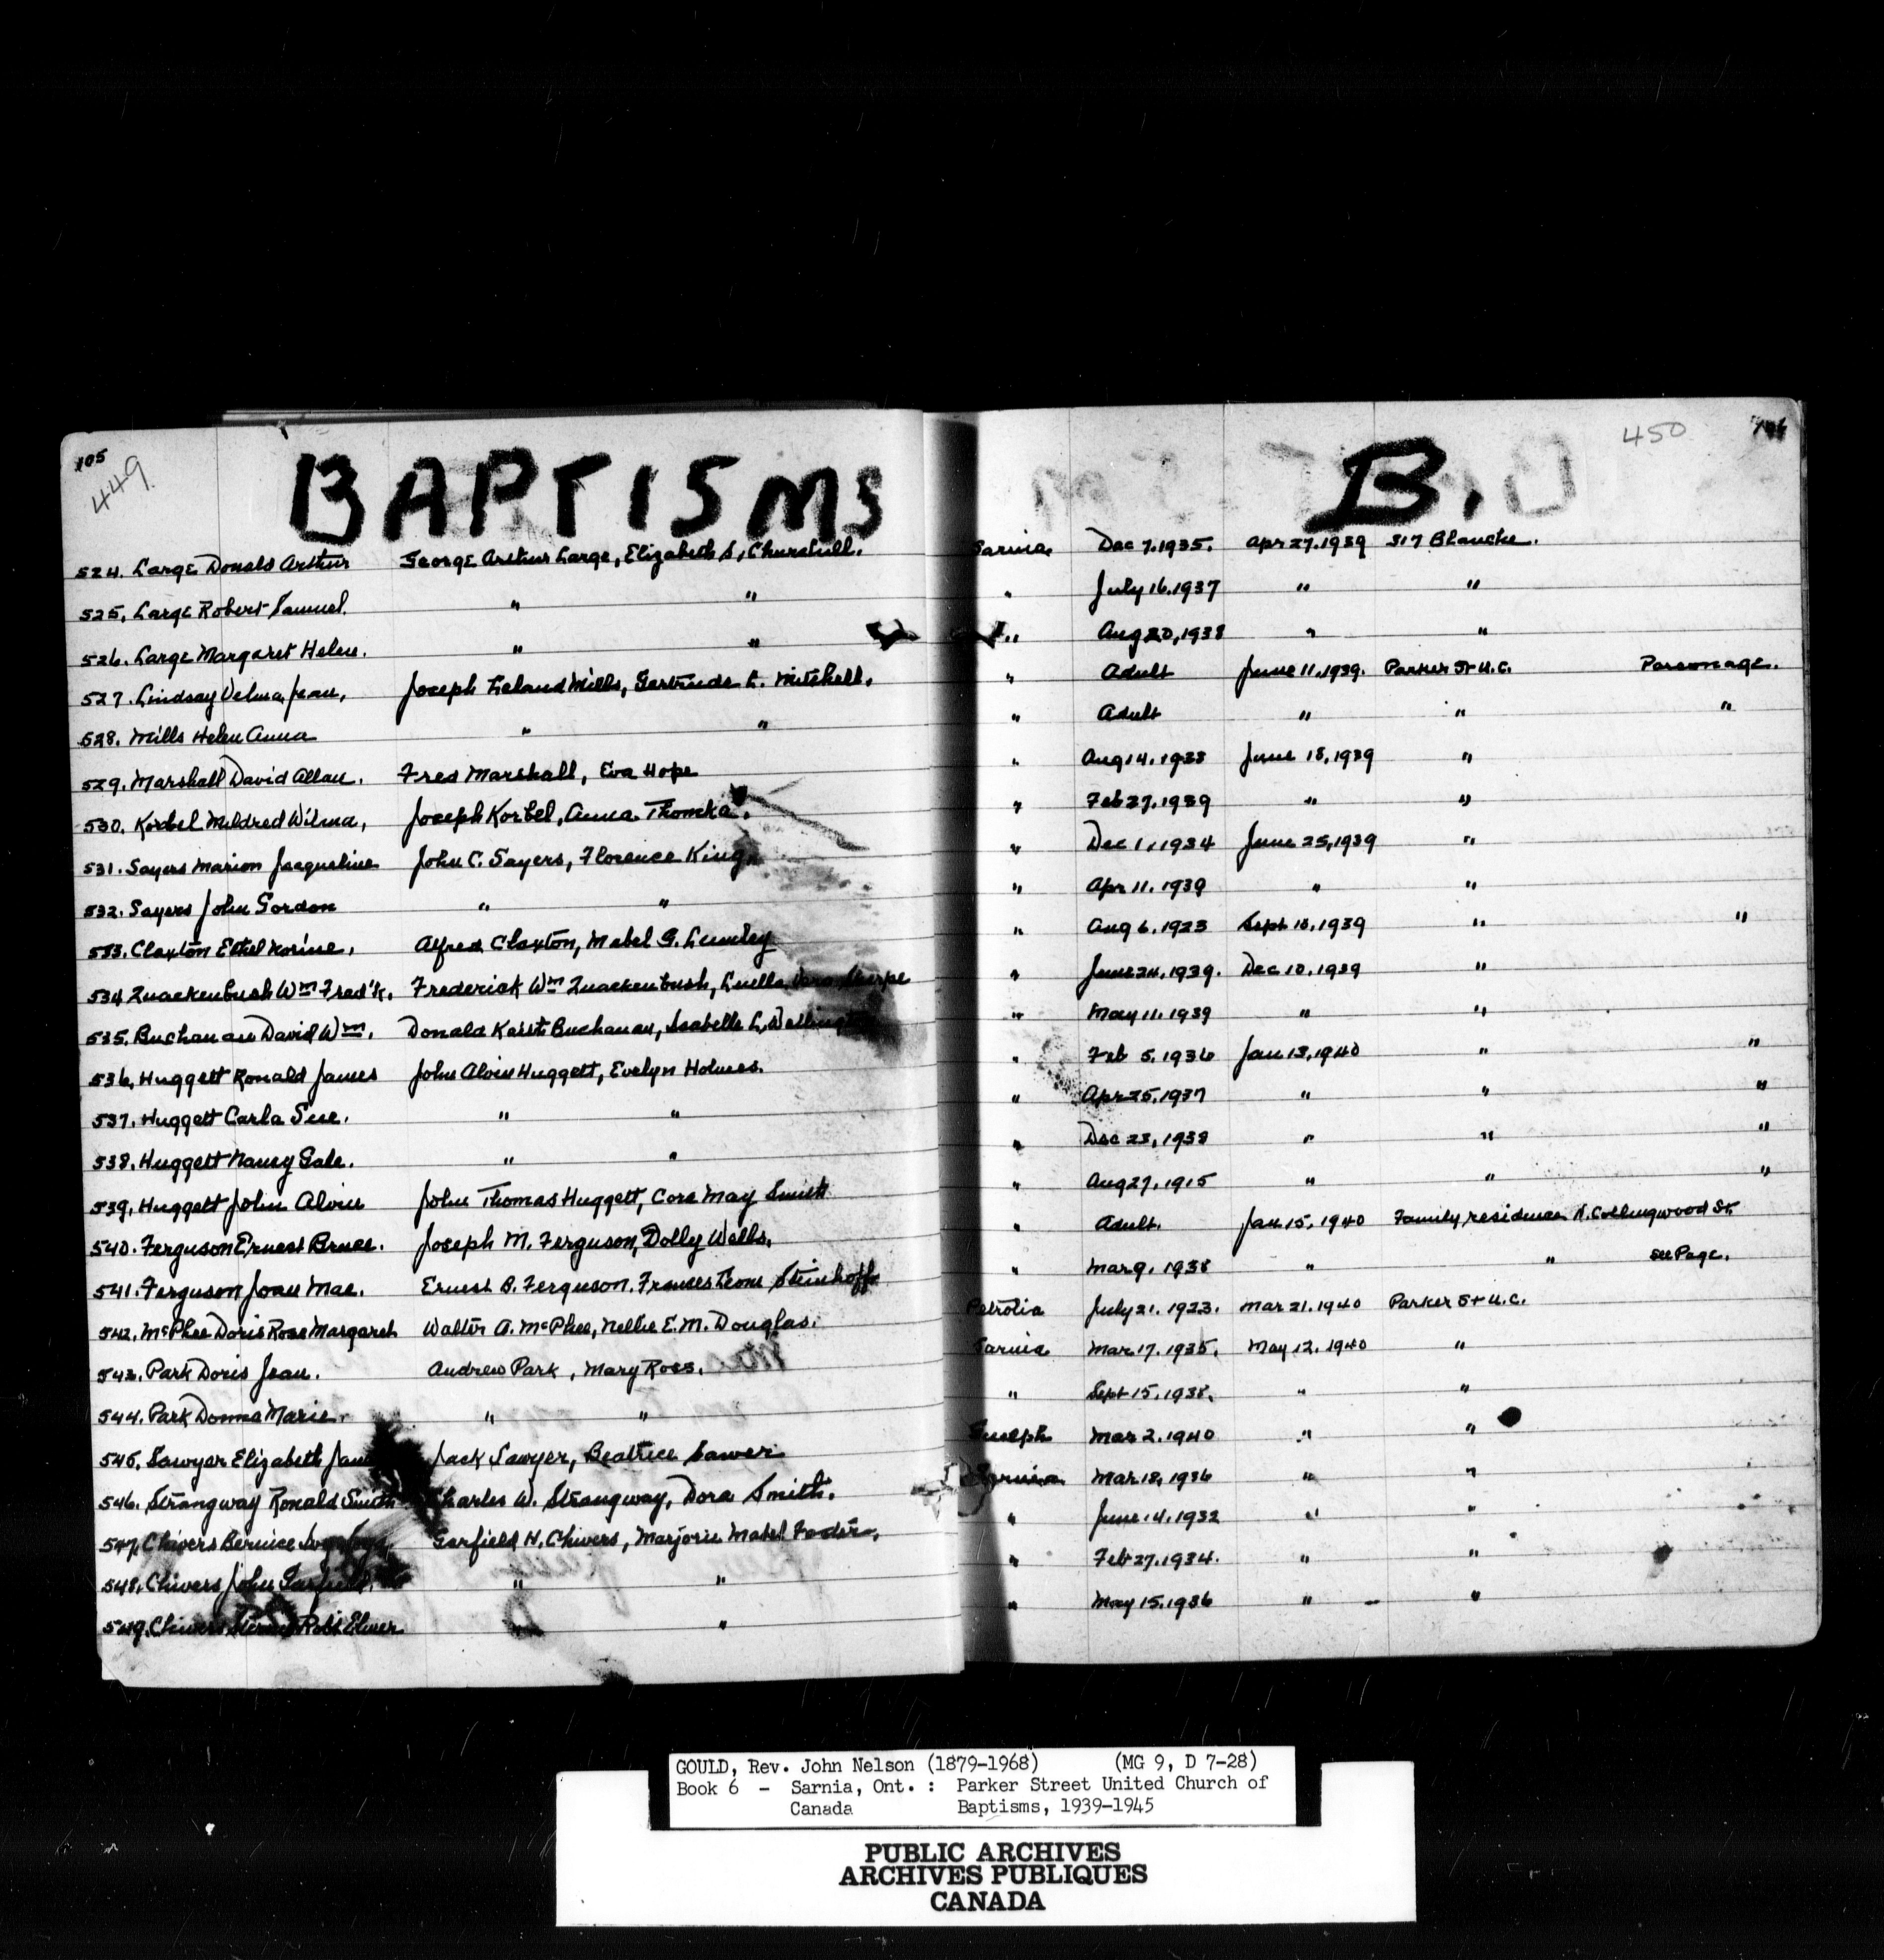 105
449.
BAPTISMS
450
B.
524. Large Donald Arthur George Arthur Large, Elizabeth S, Churchill. Sarnia Dec 7.1935. Apr 27.1939 317 Blanche.
525. Large Robert Samuel. " " " July 16.1937 " "
526. Large Margaret Helen. " " " Aug 20,1938 " "
527. Lindsay Velma Jean, Joseph Leland Mills, Gertrude E. Mitchell. " Adult June 11.1939. Parker St U.C. Parsonage.
528. Mills Helen Anna " " " Adult " " "
529. Marshall David Allan. Fred Marshall, Eva Hope " Aug 14.1938 June 18,1939 "
530. Korbel Mildred Wilma, Joseph Korbel, Anna Thomka. " Feb 27.1939 " "
531. Sayers Marion Jacqueline John C. Sayers, Florence King " Dec 1.1934 June 25,1939 "
532. Sayers John Gordon " " " Apr 11.1939 " "
533. Claxton Ethel Norine. Alfred Claxton, Mabel G. Lumley " Aug 6.1923 Sept 10,1939 " "
534 Quackenbush Wm Fred'k. Frederick Wm Quackenbush, Luella Thorpe " June 24.1939. Dec 10.1939 "
535. Buchanan David Wm. Donald Keith Buchanan, Isabelle L. " May 11.1939 " "
536. Huggett Ronald James John Alvin Huggett, Evelyn Holmes. " Feb 5.1936 Jan 13,1940 " "
537. Huggett Carla Sue. " " " Apr 25.1937 " " "
538. Huggett Nancy Gale. " " " Dec 23,1938 " " "
539. Huggett John Alvin John Thomas Huggett, Cora May Smith " Aug 27.1915 " " "
540. Ferguson Ernest Bruce. Joseph M. Ferguson, Dolly Wells. " Adult. Jan 15.1940 Family residence N. Collingwood St.
541. Ferguson Joan Mae. Ernest B. Ferguson. Frances Leone Steinhoff " Mar 9.1938 " " see Page.
542. McPhee Doris Rose Margaret Walter A. McPhee, Nellie E.M. Douglas. Petrolia July 21.1923. Mar 21.1940 Parker St U.C.
543. Park Doris Jean. Andrew Park, Mary Ross. Sarnia Mar 17.1935. May 12.1940 "
544. Park Donna Marie. " " " Sept 15.1938. " "
545. Sawyer Elizabeth Jack Sawyer, Beatrice Sawer Guelph Mar 2.1940 " "
546. Strangway Ronald Smith Charles W. Strangway, Dora Smith. Sarnia Mar 18,1936 " "
547. Chivers Bernice Garfield H. Chivers, Marjorie Mabel " June 14.1932 " "
548. Chivers John Garfield. " " " Feb 27.1934. " "
549. Chivers Robt Elmer " " May 15.1936 " "
GOULD, Rev. John Nelson (1879-1968) (MG 9, D 7-28)
Book 6 - Sarnia, Ont. : Parker Street United Church of
Canada Baptisms, 1939-1945
PUBLIC ARCHIVES
ARCHIVES PUBLIQUES
CANADA